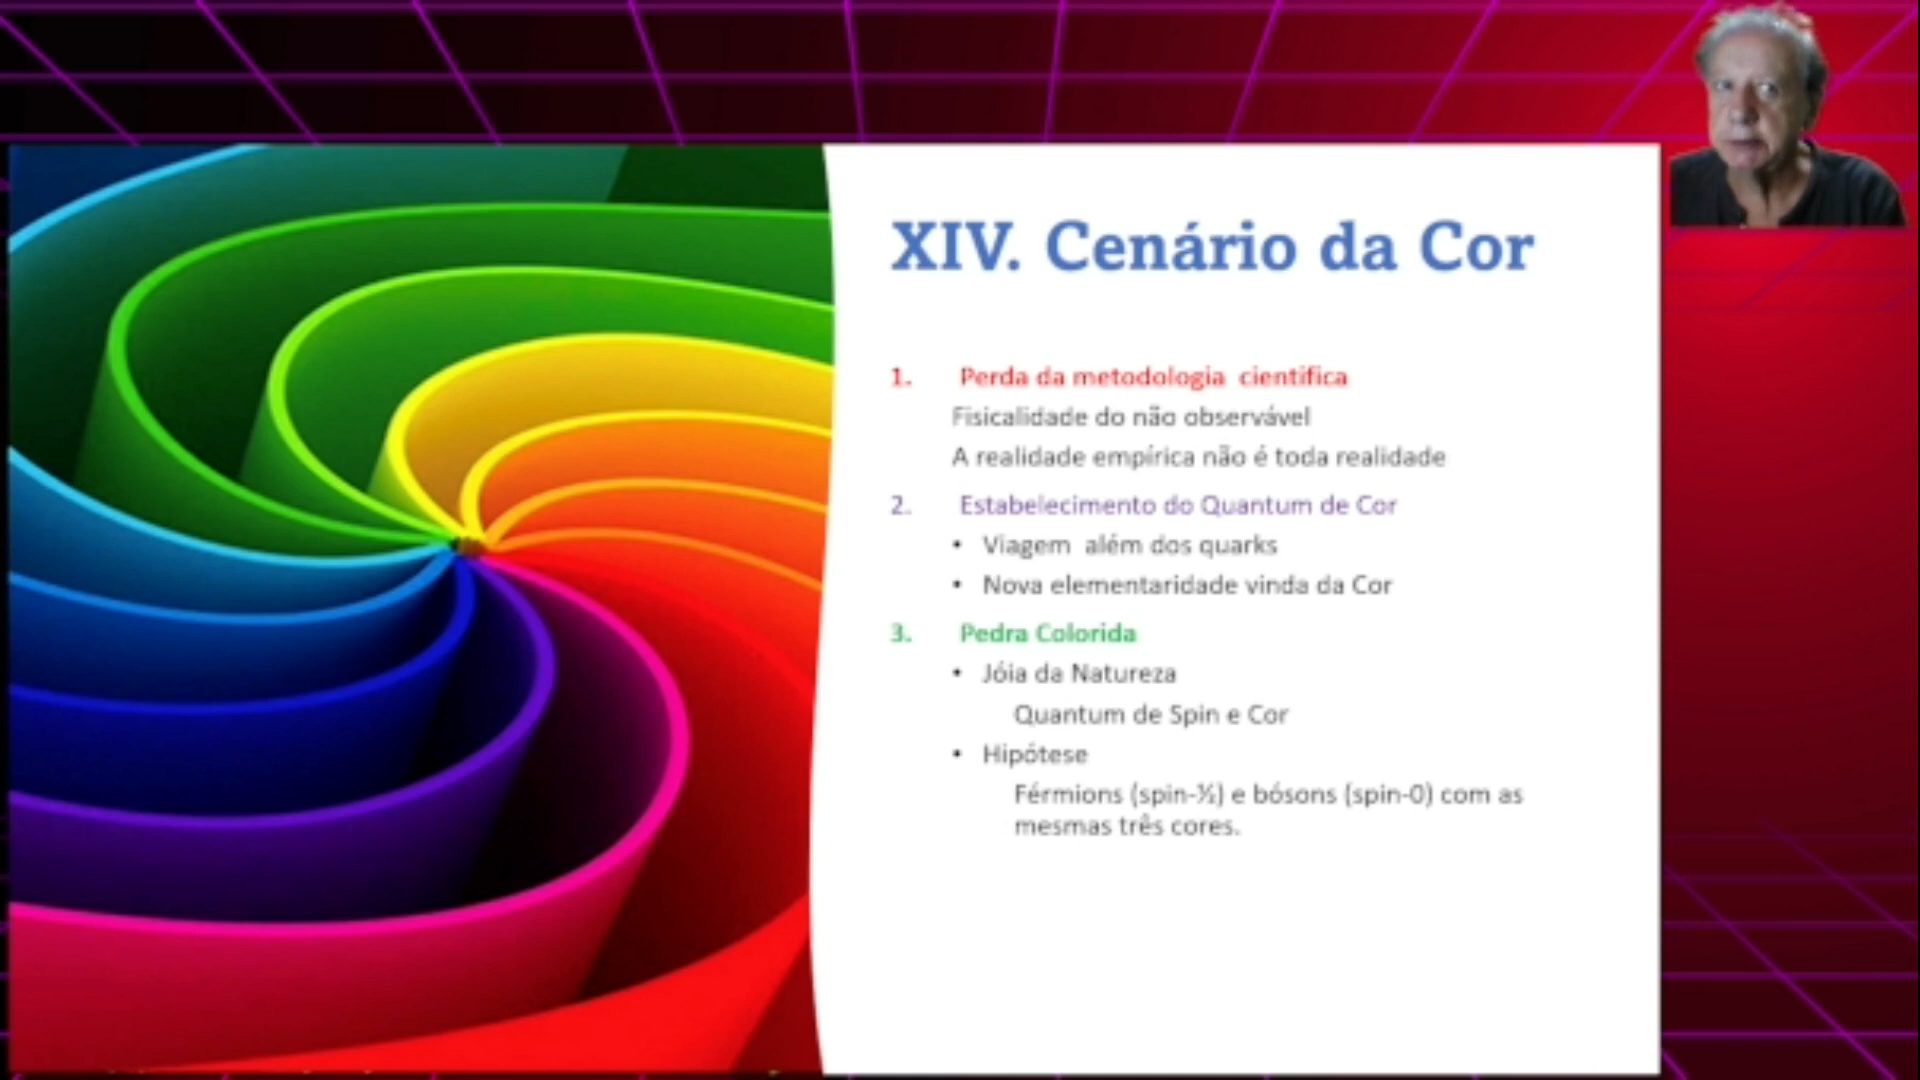 XIV. Cenário da Cor
1. Perda da metodologia cientifica
Fisicalidade do não observável
A realidade empírica não é toda realidade
2. Estabelecimento do Quantum de Cor
• Viagem além dos quarks
• Nova elementaridade vinda da Cor
3. Pedra Colorida
• Jóia da Natureza
Quantum de Spin e Cor
• Hipótese
Férmions (spin-½) e bósons (spin-0) com as
mesmas três cores.